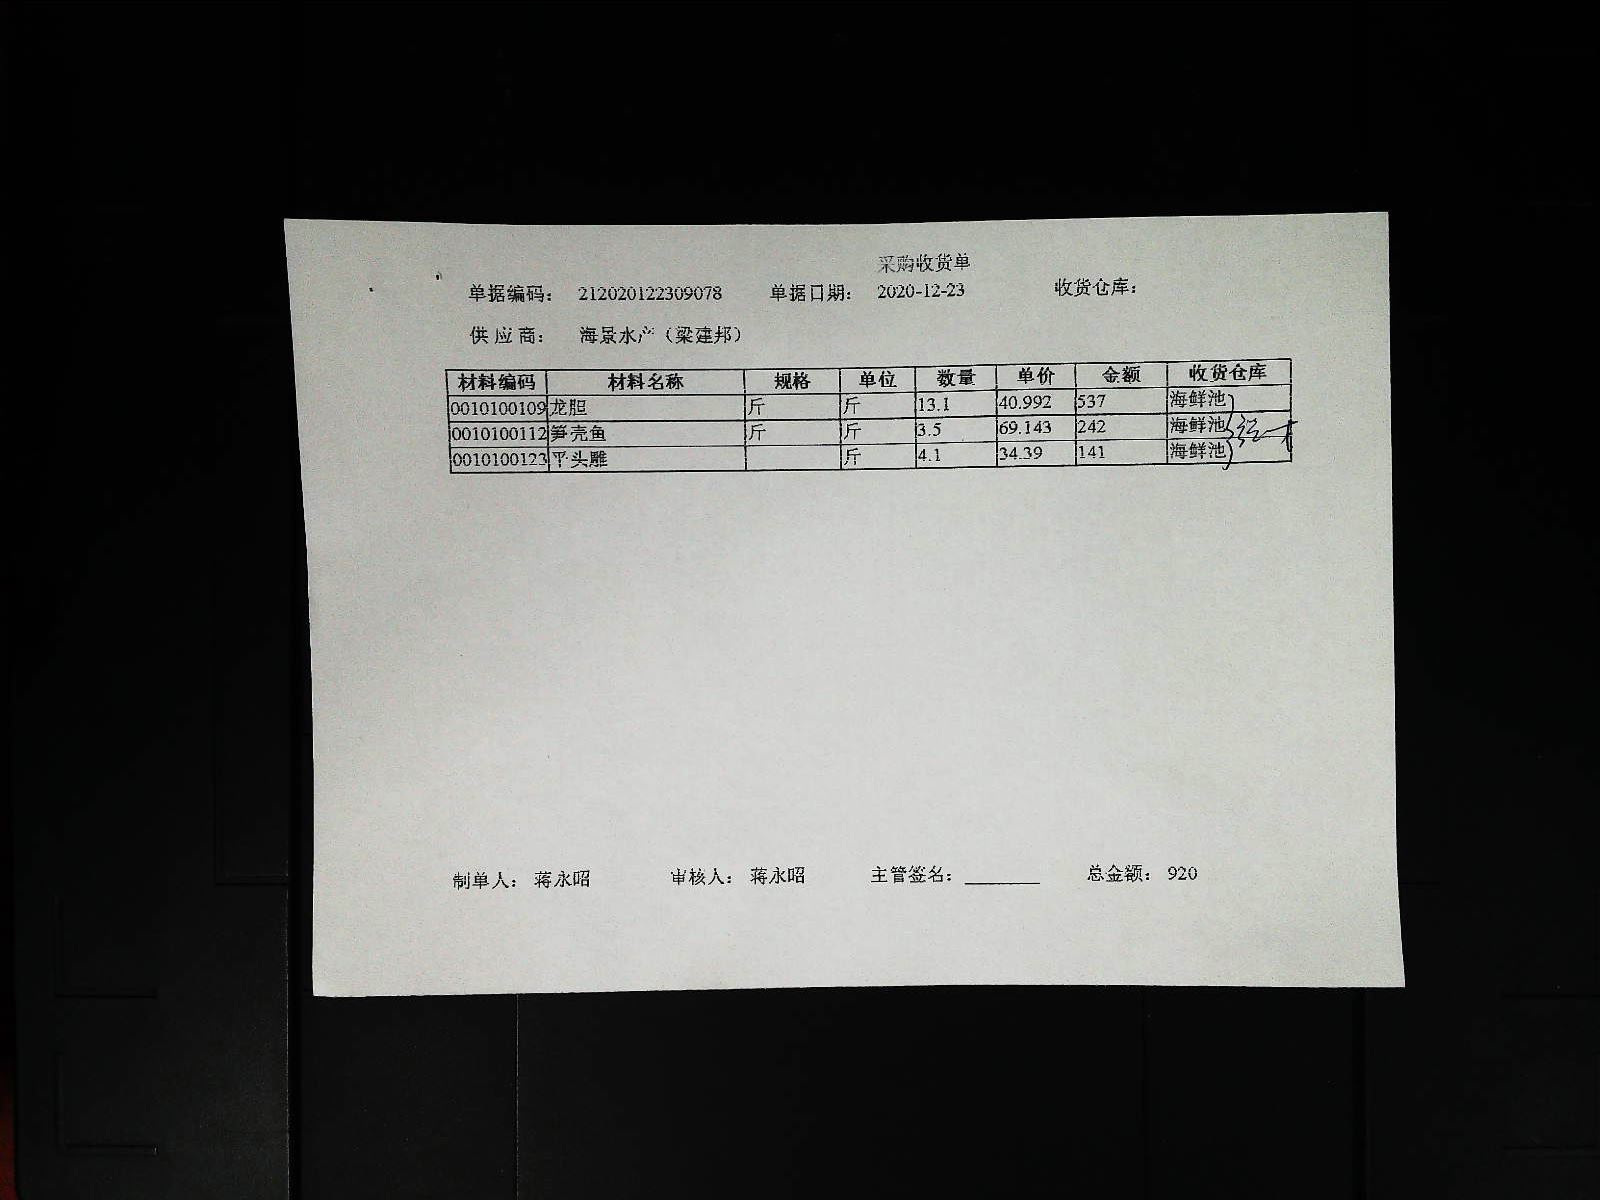 采购收货单
单据编码： 212020122309078 单据日期： 2020-12-23 收货仓库：
供应商： 海景水产（梁建邦）
材料编码 材料名称 规格 单位 数量 单价 金额 收货仓库
0010100109 龙胆 斤 斤 13.1 40.992 537 海鲜池
0010100112 笋壳鱼 斤 斤 3.5 69.143 242 海鲜池
0010100123 平头雕 斤 4.1 34.39 141 海鲜池
制单人： 蒋永昭 审核人： 蒋永昭 主管签名： 总金额： 920